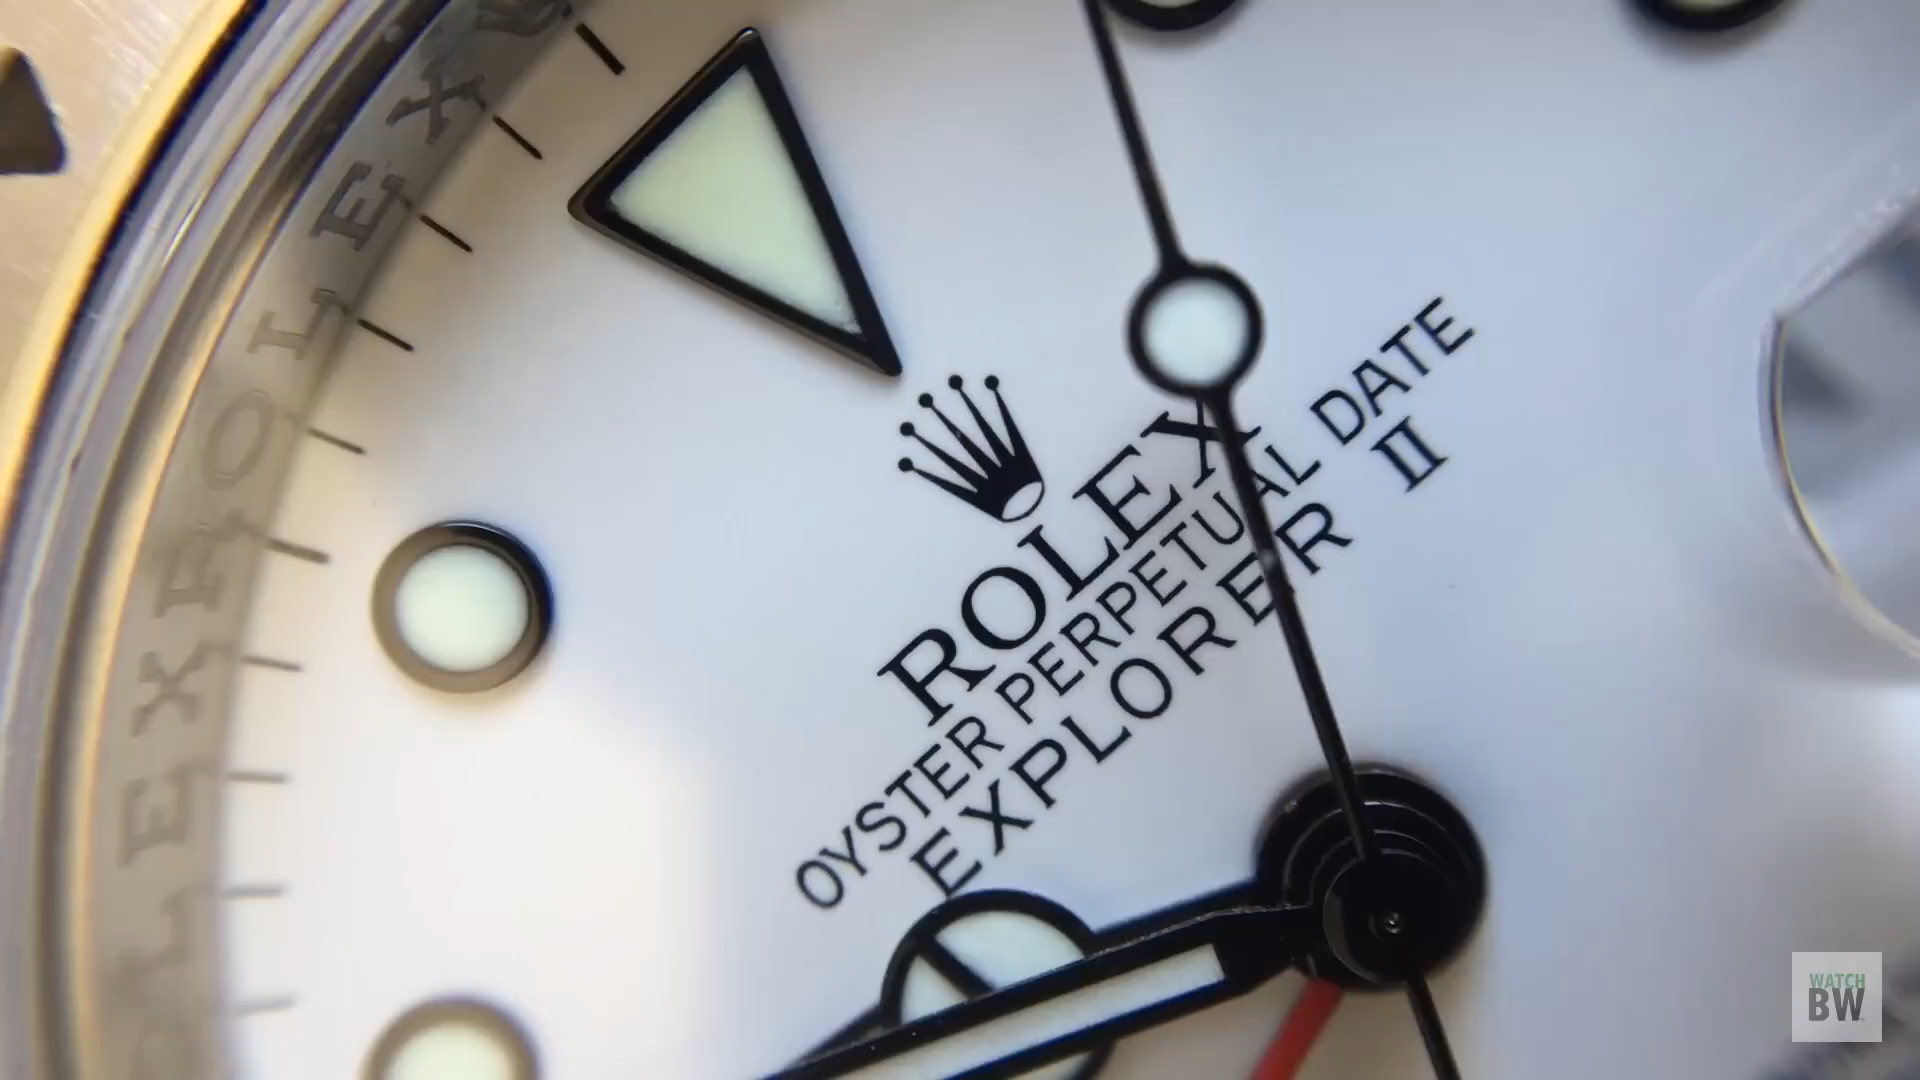 ROLEX
OYSTER PERPETUAL DATE
EXPLORER II
ROLEXROLEX
WATCH
BW